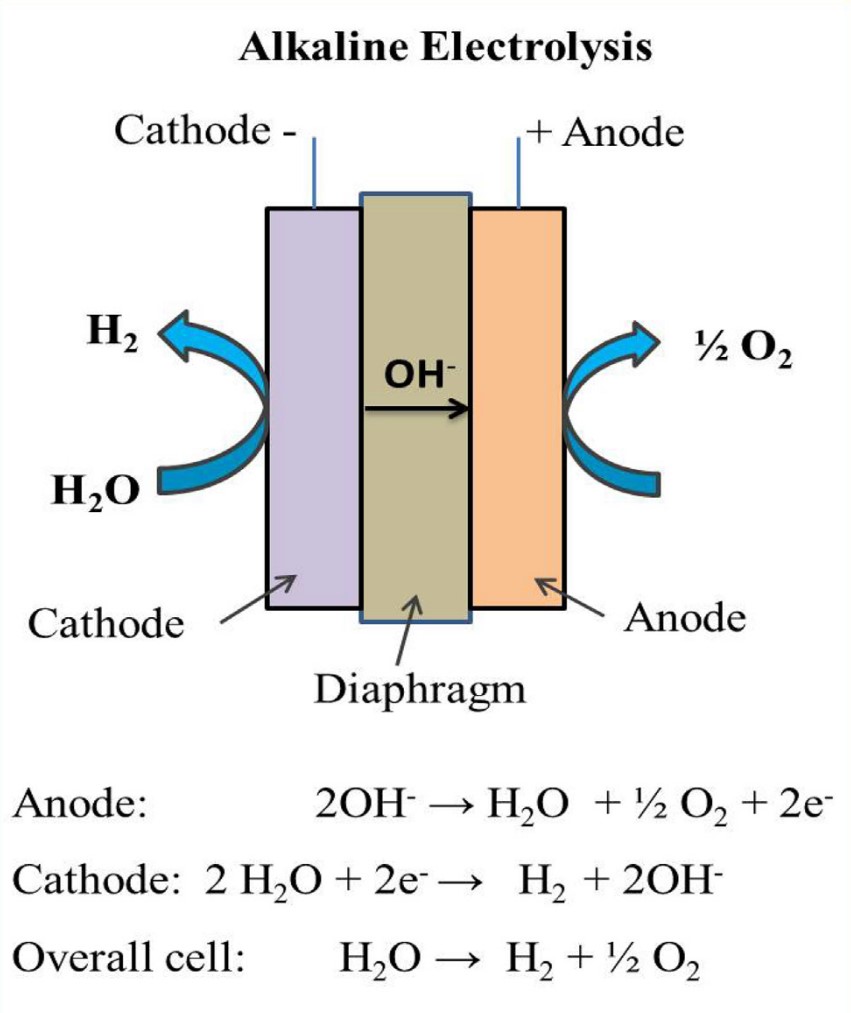 Alkaline Electrolysis
Cathode - + Anode
H₂ ½ O₂
OH⁻
H₂O
Cathode Anode
Diaphragm
Anode: 2OH⁻ → H₂O + ½ O₂ + 2e⁻
Cathode: 2 H₂O + 2e⁻ → H₂ + 2OH⁻
Overall cell: H₂O → H₂ + ½ O₂